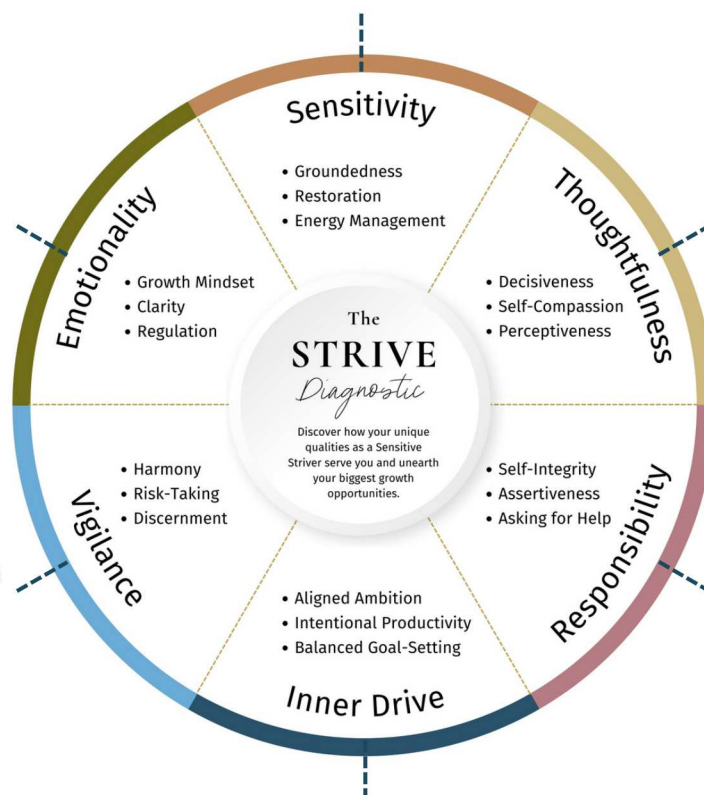 Sensitivity
• Groundedness
• Restoration
• Energy Management
Thoughtfulness
• Decisiveness
• Self-Compassion
• Perceptiveness
Responsibility
• Self-Integrity
• Assertiveness
• Asking for Help
Inner Drive
• Aligned Ambition
• Intentional Productivity
• Balanced Goal-Setting
Vigilance
• Harmony
• Risk-Taking
• Discernment
Emotionality
• Growth Mindset
• Clarity
• Regulation
The
STRIVE
Diagnostic
Discover how your unique
qualities as a Sensitive
Striver serve you and unearth
your biggest growth
opportunities.